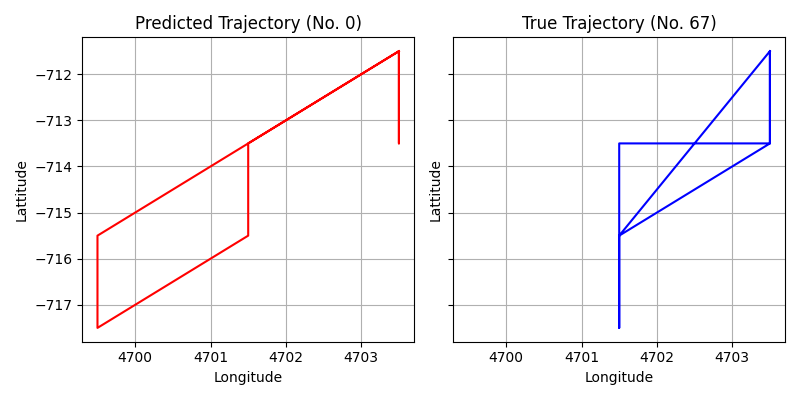 Predicted Trajectory (No. 0)
True Trajectory (No. 67)
Lattitude
−712
−713
−714
−715
−716
−717
4700 4701 4702 4703
Longitude
Lattitude
4700 4701 4702 4703
Longitude